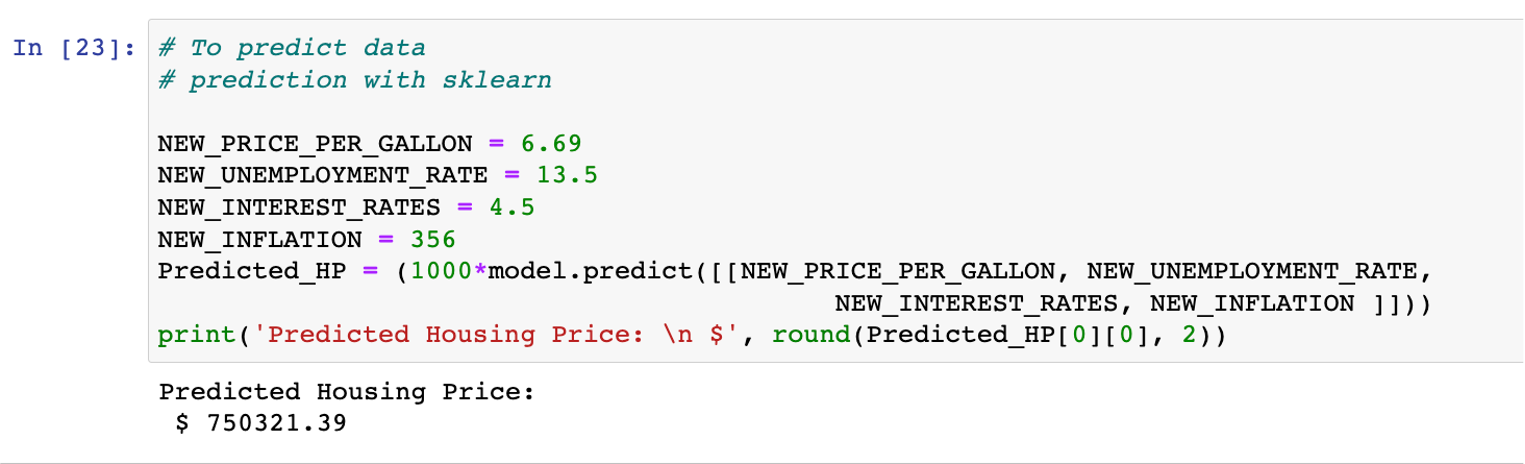 In [23]: # To predict data
# prediction with sklearn
NEW_PRICE_PER_GALLON = 6.69
NEW_UNEMPLOYMENT_RATE = 13.5
NEW_INTEREST_RATES = 4.5
NEW_INFLATION = 356
Predicted_HP = (1000*model.predict([[NEW_PRICE_PER_GALLON, NEW_UNEMPLOYMENT_RATE,
NEW_INTEREST_RATES, NEW_INFLATION ]]))
print('Predicted Housing Price: \n $', round(Predicted_HP[0][0], 2))
Predicted Housing Price:
$ 750321.39